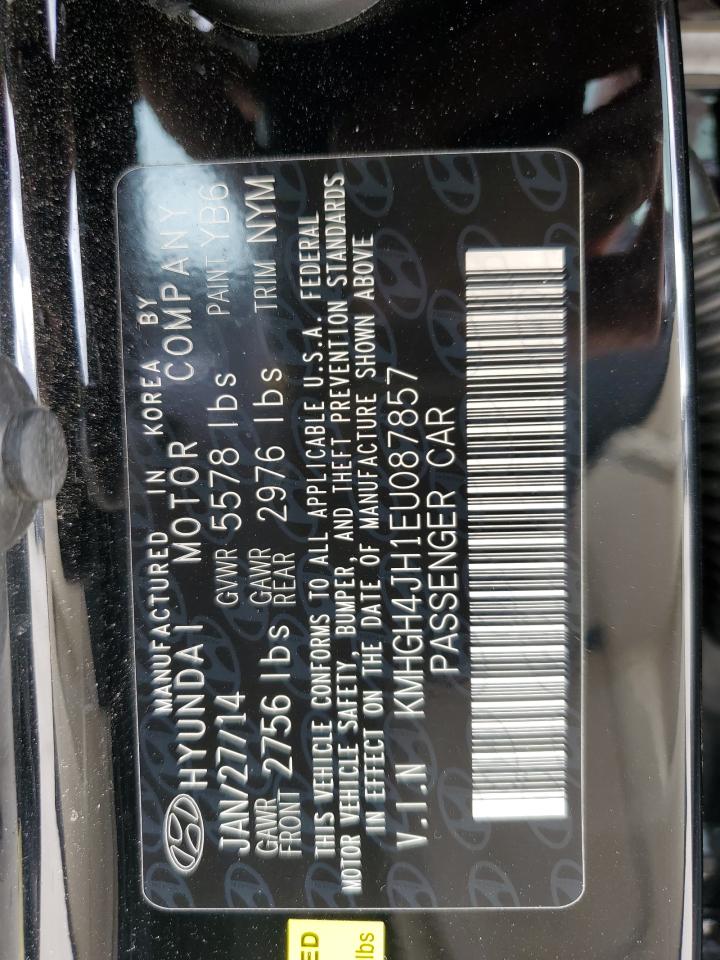 MANUFACTURED IN KOREA BY
HYUNDAI MOTOR COMPANY
JAN/27/14 GVWR 5578 lbs PAINT YB6
GAWR FRONT 2756 lbs GAWR REAR 2976 lbs TRIM NYM
THIS VEHICLE CONFORMS TO ALL APPLICABLE U.S.A. FEDERAL
MOTOR VEHICLE SAFETY, BUMPER, AND THEFT PREVENTION STANDARDS
IN EFFECT ON THE DATE OF MANUFACTURE SHOWN ABOVE
V.I.N KMHGH4JH1EU087857
PASSENGER CAR
ED
lbs